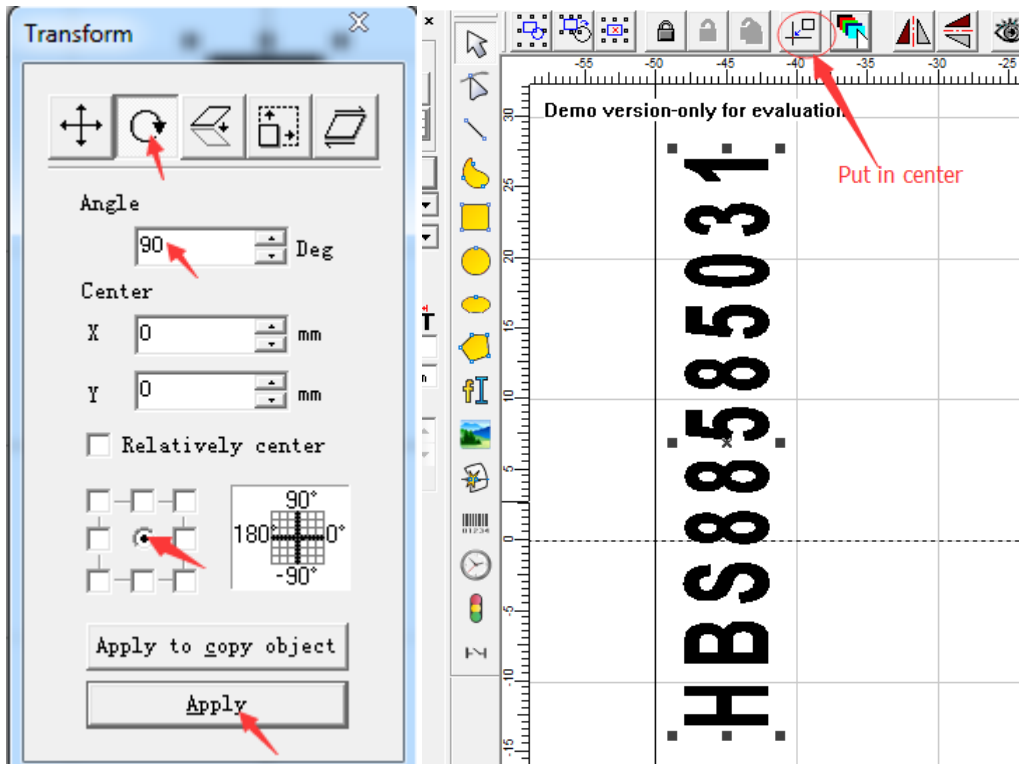 Transform
Angle
90 Deg
Center
X 0 mm
Y 0 mm
Relatively center
90°
180° 0°
-90°
Apply to copy object
Apply
-55 -50 -45 -40 -35 -30 -25
Demo version-only for evaluation
Put in center
30
25
20
15
10
5
0
-5
-10
-15
01234
HBS88585031